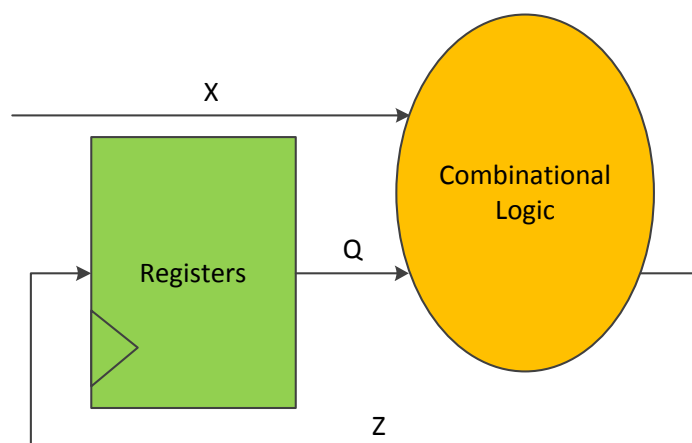 X
Combinational
Logic
Registers
Q
Z